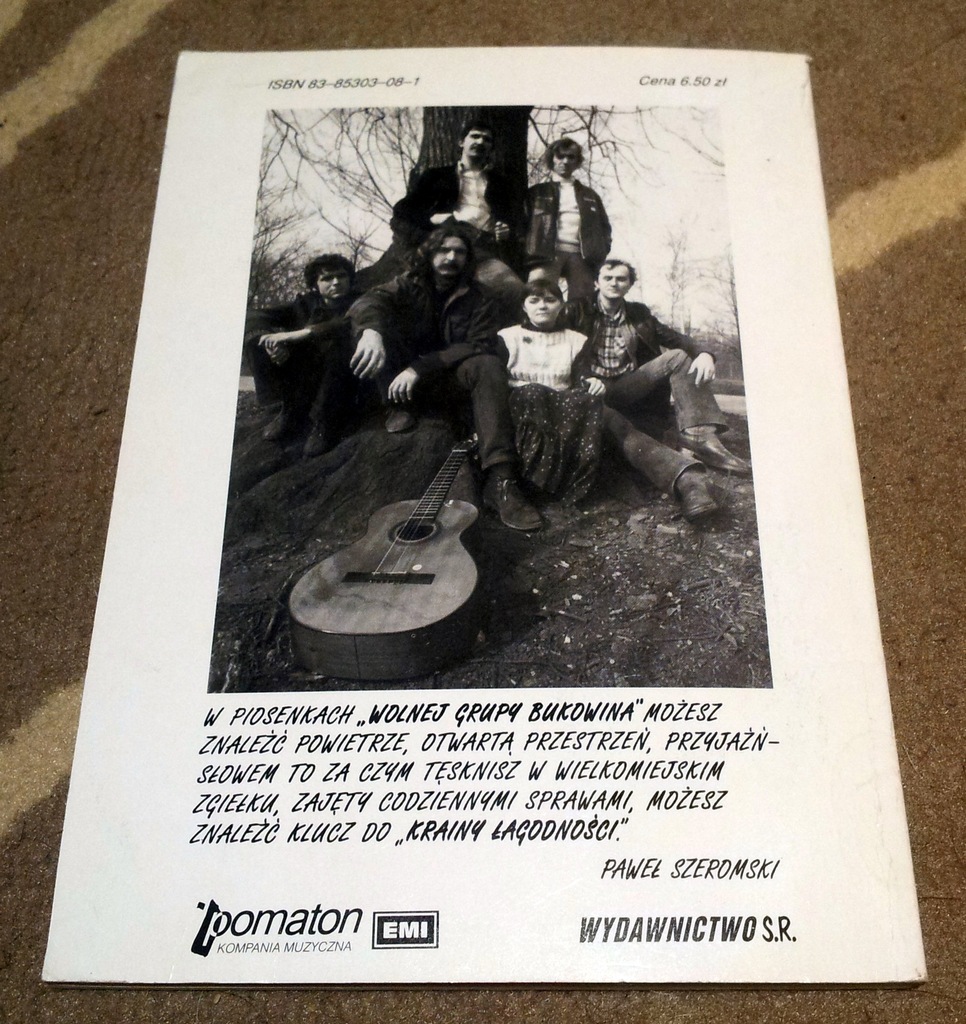 ISBN 83-85303-08-1
Cena 6.50 zł
W PIOSENKACH „WOLNEJ GRUPY BUKOWINA" MOŻESZ
ZNALEŹĆ POWIETRZE, OTWARTĄ PRZESTRZEŃ, PRZYJAŹŃ-
SŁOWEM TO ZA CZYM TĘSKNISZ W WIELKOMIEJSKIM
ZGIEŁKU, ZAJĘTY CODZIENNYMI SPRAWAMI, MOŻESZ
ZNALEŹĆ KLUCZ DO „KRAINY ŁAGODNOŚCI."
PAWEŁ SZEROMSKI
pomaton
KOMPANIA MUZYCZNA
EMI
WYDAWNICTWO S.R.